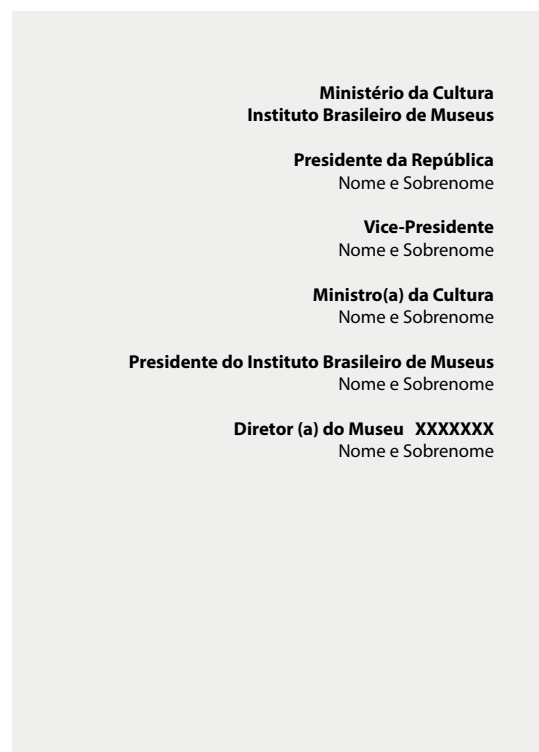 Ministério da Cultura
Instituto Brasileiro de Museus
Presidente da República
Nome e Sobrenome
Vice-Presidente
Nome e Sobrenome
Ministro(a) da Cultura
Nome e Sobrenome
Presidente do Instituto Brasileiro de Museus
Nome e Sobrenome
Diretor (a) do Museu XXXXXXX
Nome e Sobrenome